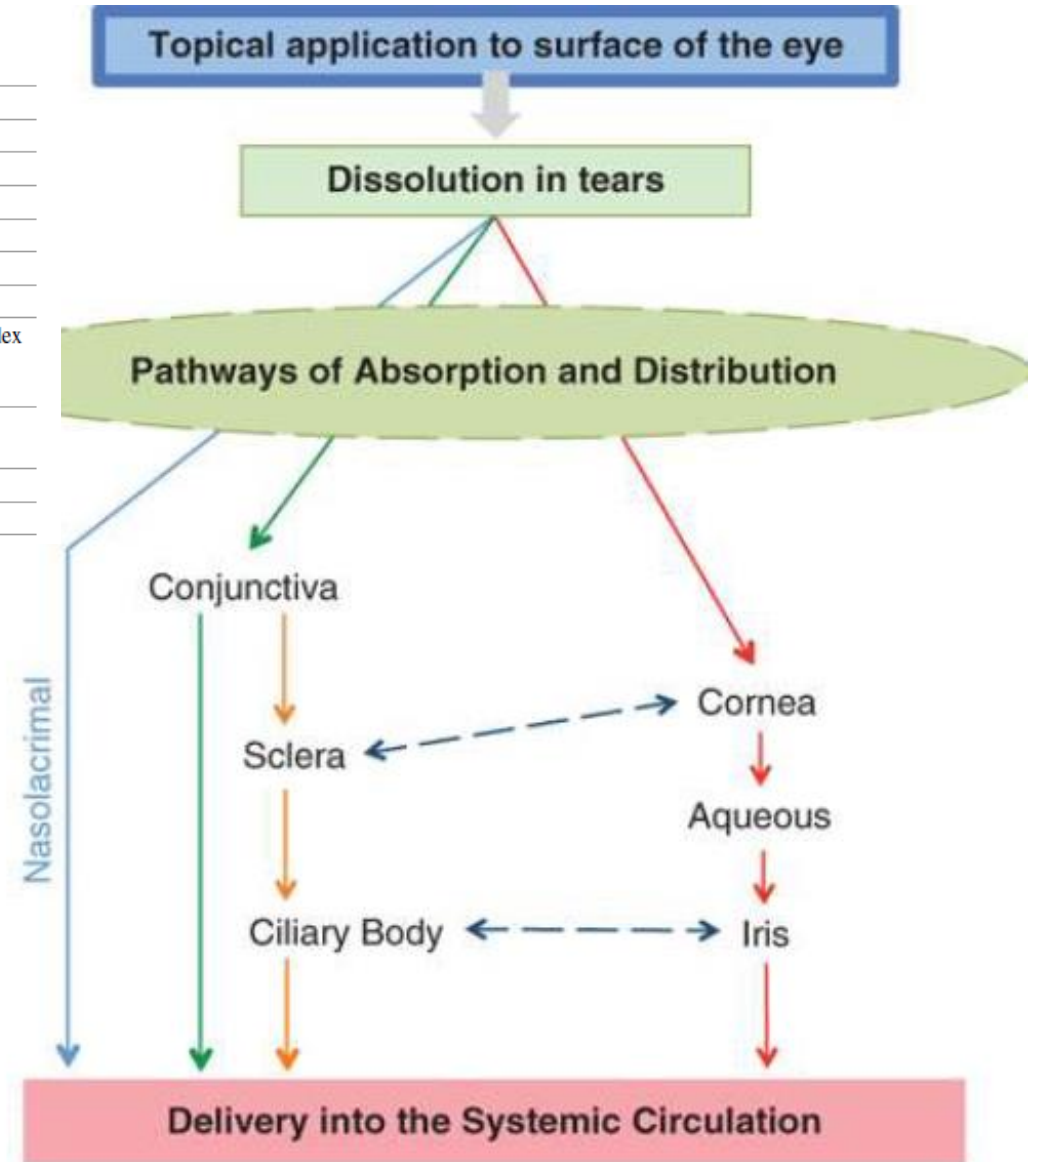 Topical application to surface of the eye
Dissolution in tears
lex
Pathways of Absorption and Distribution
Conjunctiva
Nasolacrimal
Cornea
Sclera
Aqueous
Ciliary Body
Iris
Delivery into the Systemic Circulation